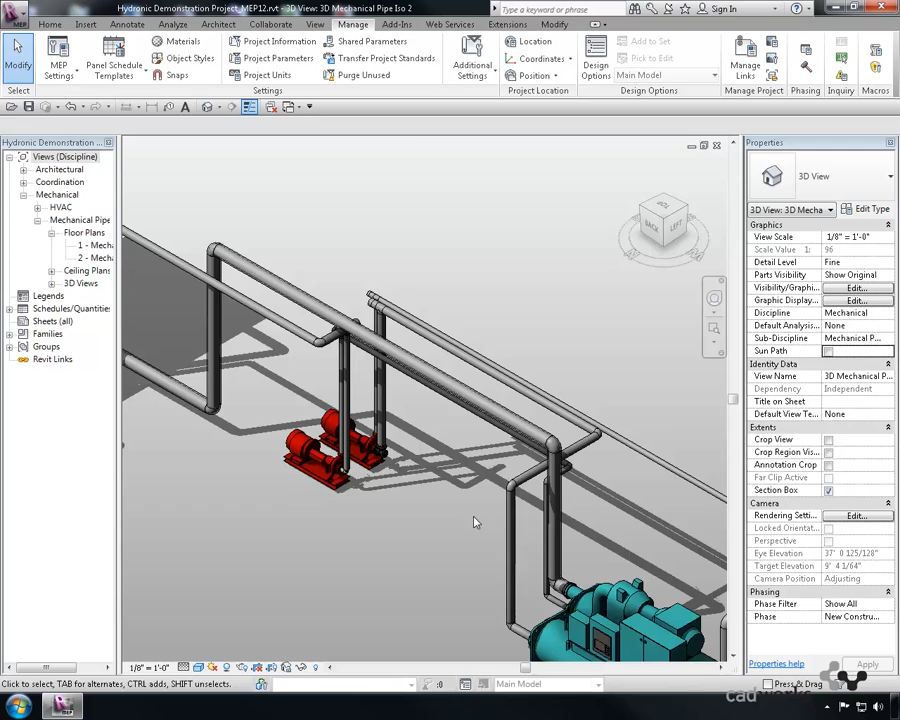 Hydronic Demonstration Project_MEP12.rvt - 3D View: Mechanical Pipe Iso 2
Type a keyword or phrase
Sign In
MEP
Home Insert Annotate Analyze Architect Collaborate View Manage Add-Ins Web Services Extensions Modify
Modify
MEP
Settings
Panel Schedule
Templates
Materials
Object Styles
Snaps
Project Information
Project Parameters
Project Units
Shared Parameters
Transfer Project Standards
Purge Unused
Additional
Settings
Location
Coordinates
Position
Design
Options
Add to Set
Pick to Edit
Main Model
Manage
Links
Select
Settings
Project Location
Design Options
Manage Project
Phasing
Inquiry
Macros
Hydronic Demonstration ...
Views (Discipline)
Architectural
Coordination
Mechanical
HVAC
Mechanical Pipe
Floor Plans
1 - Mecha
2 - Mecha
Ceiling Plans
3D Views
Legends
Schedules/Quantities
Sheets (all)
Families
Groups
Revit Links
TOP
BACK
LEFT
Properties
3D View
3D View: 3D Mecha
Edit Type
Graphics
View Scale 1/8" = 1'-0"
Scale Value 1: 96
Detail Level Fine
Parts Visibility Show Original
Visibility/Graphi... Edit...
Graphic Display... Edit...
Discipline Mechanical
Default Analysis... None
Sub-Discipline Mechanical P...
Sun Path
Identity Data
View Name 3D Mechanical P...
Dependency Independent
Title on Sheet
Default View Te... None
Extents
Crop View
Crop Region Vis...
Annotation Crop
Far Clip Active
Section Box
Camera
Rendering Setti... Edit...
Locked Orientat...
Perspective
Eye Elevation 37' 0 125/128"
Target Elevation 9' 4 1/64"
Camera Position Adjusting
Phasing
Phase Filter Show All
Phase New Constru...
Properties help
Apply
1/8" = 1'-0"
Click to select, TAB for alternates, CTRL adds, SHIFT unselects.
:0
Main Model
Press & Drag
cadworks